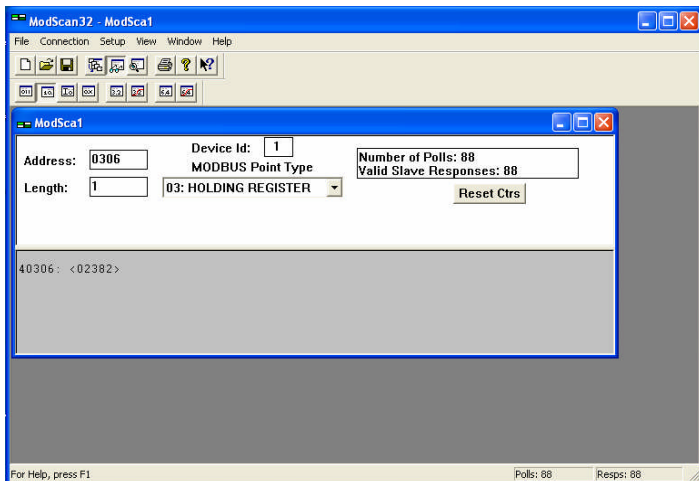 ModScan32 - ModSca1
File Connection Setup View Window Help
ModSca1
Address: 0306
Device Id: 1
MODBUS Point Type
Length: 1
03: HOLDING REGISTER
Number of Polls: 88
Valid Slave Responses: 88
Reset Ctrs
40306: <02382>
For Help, press F1
Polls: 88
Resps: 88